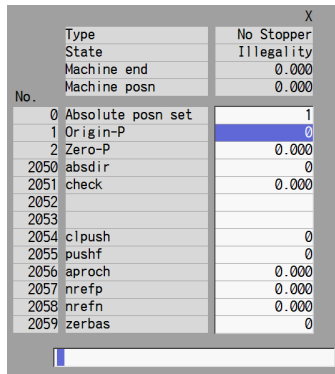 X
Type No Stopper
State Illegality
Machine end 0.000
Machine posn 0.000
No.
0 Absolute posn set 1
1 Origin-P 0
2 Zero-P 0.000
2050 absdir 0
2051 check 0.000
2052
2053
2054 clpush 0
2055 pushf 0
2056 aproch 0.000
2057 nrefp 0.000
2058 nrefn 0.000
2059 zerbas 0